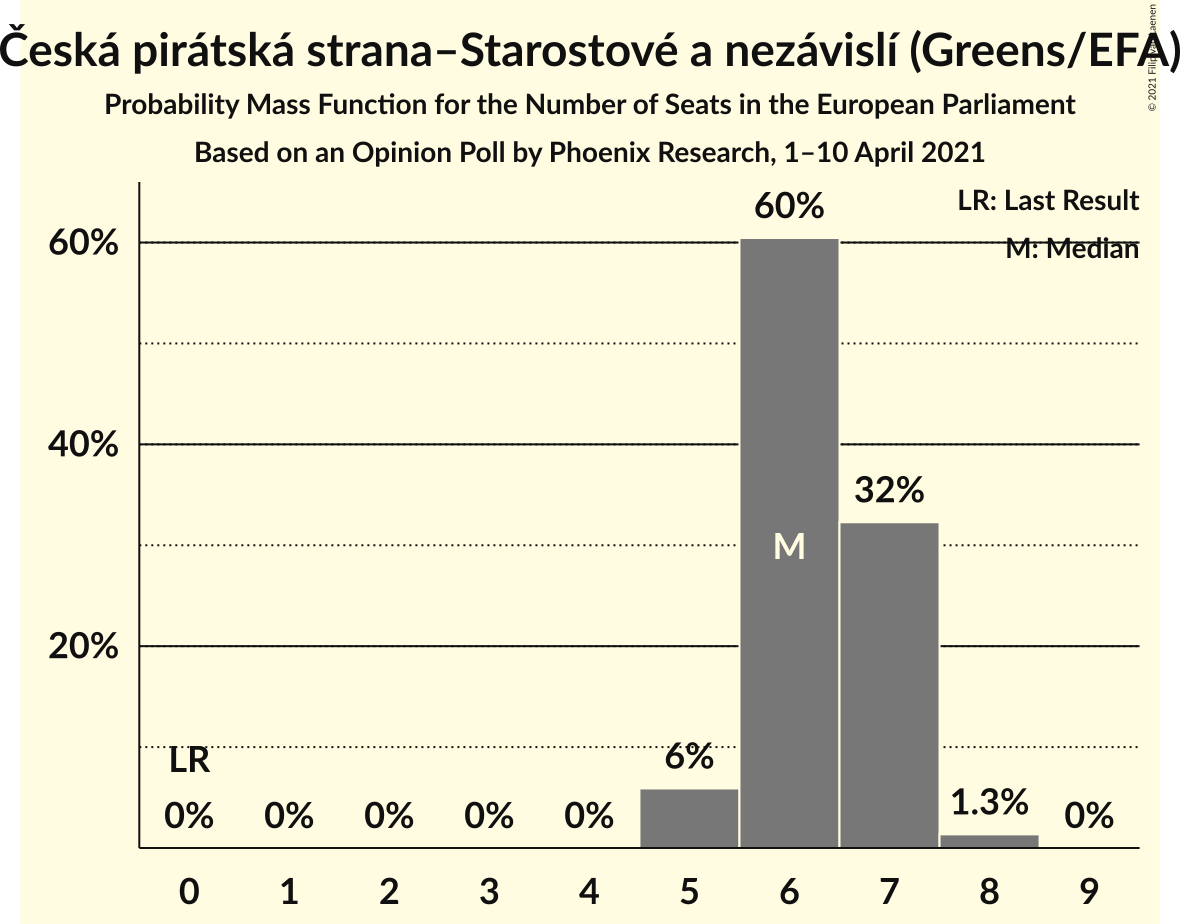 Česká pirátská strana–Starostové a nezávislí (Greens/EFA)
Probability Mass Function for the Number of Seats in the European Parliament
Based on an Opinion Poll by Phoenix Research, 1–10 April 2021
© 2021 Filip
LR: Last Result
M: Median
60%
40%
20%
60%
32%
M
LR
6%
1.3%
0% 0% 0% 0% 0% 0%
0 1 2 3 4 5 6 7 8 9